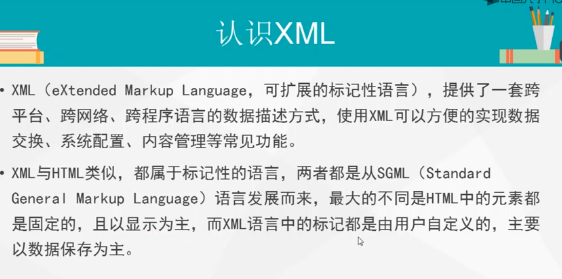 认识XML
• XML（eXtended Markup Language，可扩展的标记性语言），提供了一套跨
平台、跨网络、跨程序语言的数据描述方式，使用XML可以方便的实现数据
交换、系统配置、内容管理等常见功能。
• XML与HTML类似，都属于标记性的语言，两者都是从SGML（Standard
General Markup Language）语言发展而来，最大的不同是HTML中的元素都
是固定的，且以显示为主，而XML语言中的标记都是由用户自定义的，主要
以数据保存为主。